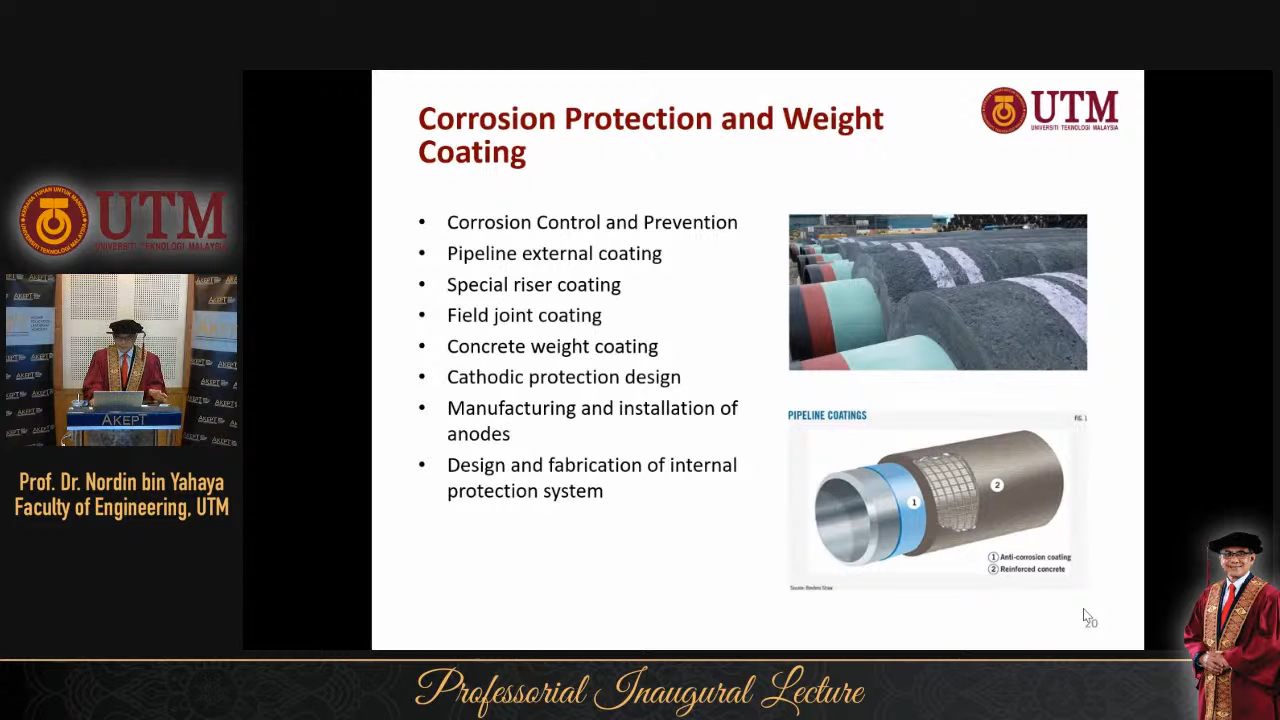 Corrosion Protection and Weight
Coating
UTM
UNIVERSITI TEKNOLOGI MALAYSIA
• Corrosion Control and Prevention
• Pipeline external coating
• Special riser coating
• Field joint coating
• Concrete weight coating
• Cathodic protection design
• Manufacturing and installation of
anodes
• Design and fabrication of internal
protection system
PIPELINE COATINGS
FIG. 1
1
2
1 Anti-corrosion coating
2 Reinforced concrete
20
UTM
UNIVERSITI TEKNOLOGI MALAYSIA
AKEPT
Prof. Dr. Nordin bin Yahaya
Faculty of Engineering, UTM
Professorial Inaugural Lecture